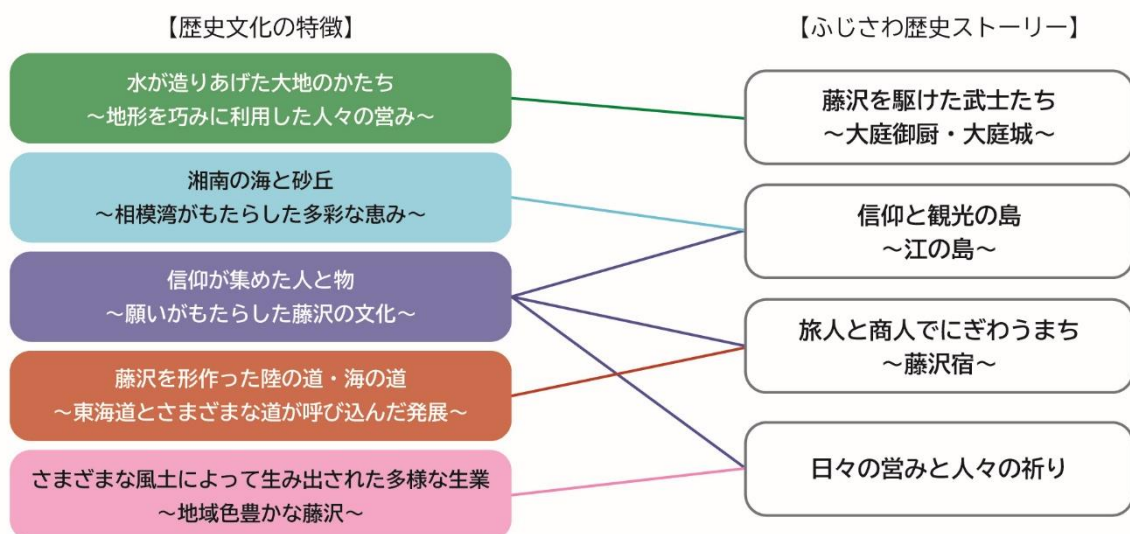 【歴史文化の特徴】
水が造りあげた大地のかたち
～地形を巧みに利用した人々の営み～
湘南の海と砂丘
～相模湾がもたらした多彩な恵み～
信仰が集めた人と物
～願いがもたらした藤沢の文化～
藤沢を形作った陸の道・海の道
～東海道とさまざまな道が呼び込んだ発展～
さまざまな風土によって生み出された多様な生業
～地域色豊かな藤沢～
【ふじさわ歴史ストーリー】
藤沢を駆けた武士たち
～大庭御厨・大庭城～
信仰と観光の島
～江の島～
旅人と商人でにぎわうまち
～藤沢宿～
日々の営みと人々の祈り